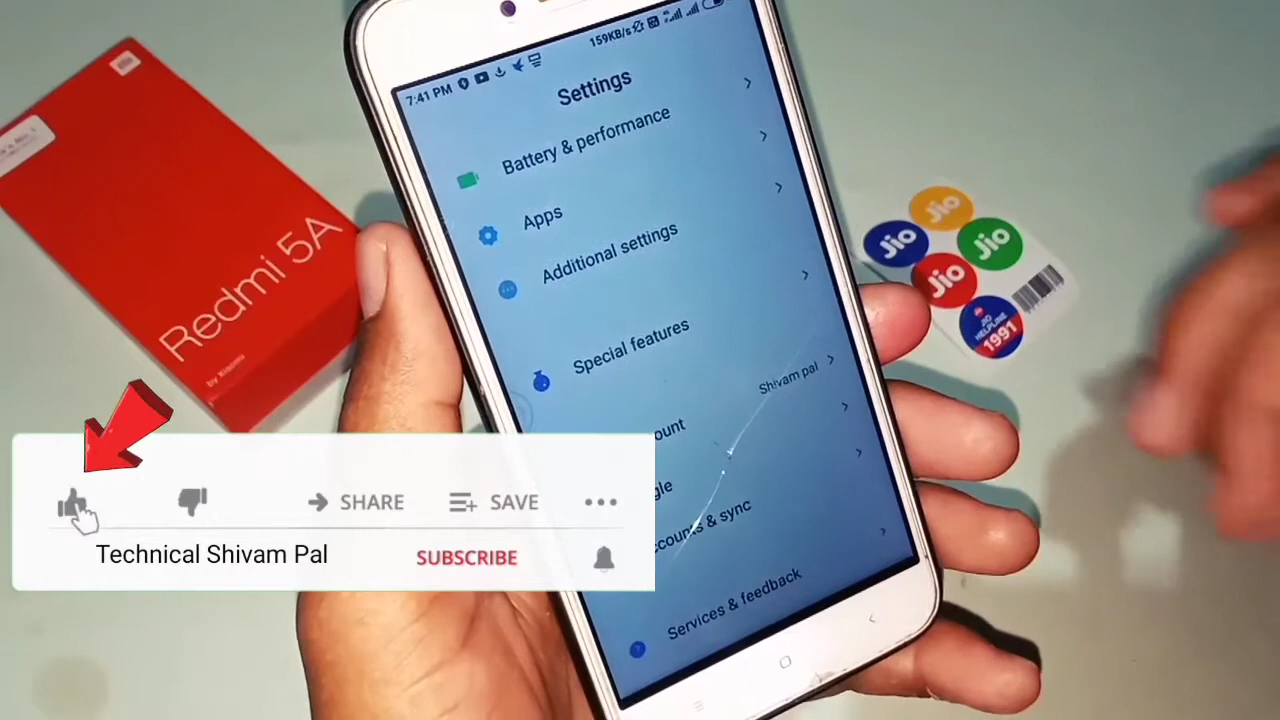 Redmi 5A
by Xiaomi
7:41 PM
159KB/s
Settings
Battery & performance
Apps
Additional settings
Special features
Shivam pal
ount
gle
counts & sync
Services & feedback
Jio
Jio
Jio
Jio
JIO
HELPLINE
1991
SHARE
SAVE
Technical Shivam Pal
SUBSCRIBE